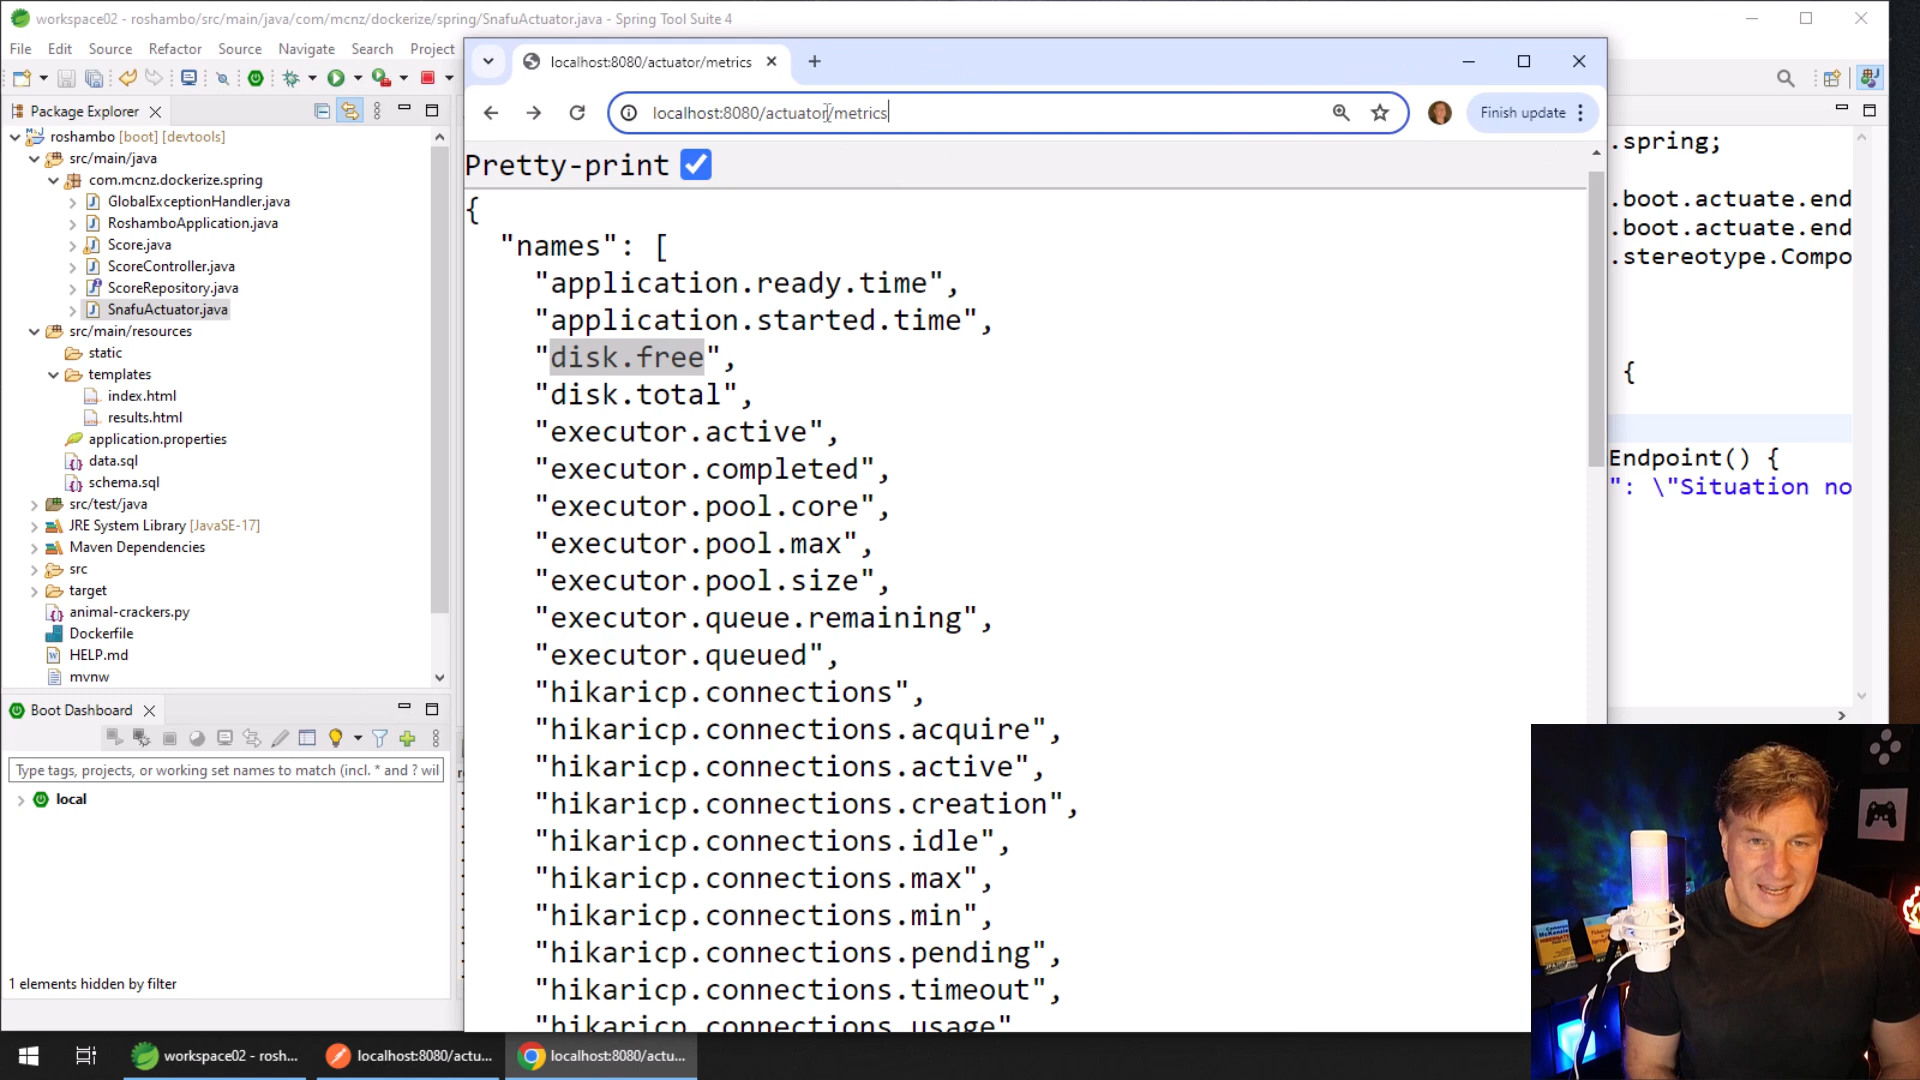 workspace02 - roshambo/src/main/java/com/mcnz/dockerize/spring/SnafuActuator.java - Spring Tool Suite 4
File Edit Source Refactor Source Navigate Search Project
Package Explorer
roshambo [boot] [devtools]
src/main/java
com.mcnz.dockerize.spring
GlobalExceptionHandler.java
RoshamboApplication.java
Score.java
ScoreController.java
ScoreRepository.java
SnafuActuator.java
src/main/resources
static
templates
index.html
results.html
application.properties
data.sql
schema.sql
src/test/java
JRE System Library [JavaSE-17]
Maven Dependencies
src
target
animal-crackers.py
Dockerfile
HELP.md
mvnw
Boot Dashboard
Type tags, projects, or working set names to match (incl. * and ? wil
local
1 elements hidden by filter
localhost:8080/actuator/metrics
localhost:8080/actuator/metrics
Finish update
Pretty-print
{
"names": [
"application.ready.time",
"application.started.time",
"disk.free",
"disk.total",
"executor.active",
"executor.completed",
"executor.pool.core",
"executor.pool.max",
"executor.pool.size",
"executor.queue.remaining",
"executor.queued",
"hikaricp.connections",
"hikaricp.connections.acquire",
"hikaricp.connections.active",
"hikaricp.connections.creation",
"hikaricp.connections.idle",
"hikaricp.connections.max",
"hikaricp.connections.min",
"hikaricp.connections.pending",
"hikaricp.connections.timeout",
"hikaricp.connections.usage"
.spring;
.boot.actuate.end
.boot.actuate.end
.stereotype.Compo
{
Endpoint() {
": \"Situation no
workspace02 - rosh...
localhost:8080/actu...
localhost:8080/actu...